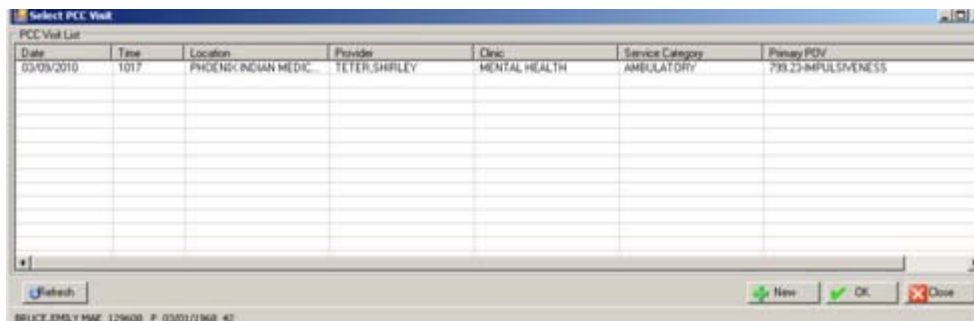 Select PCC Visit
PCC Visit List
Date Time Location Provider Clinic Service Category Primary POV
03/09/2010 1017 PHOENIX INDIAN MEDIC... TETER,SHIRLEY MENTAL HEALTH AMBULATORY 799.23-IMPULSIVENESS
Refresh New OK Close
BRUCE,EMILY MAE 129608 F 03/01/1968 42